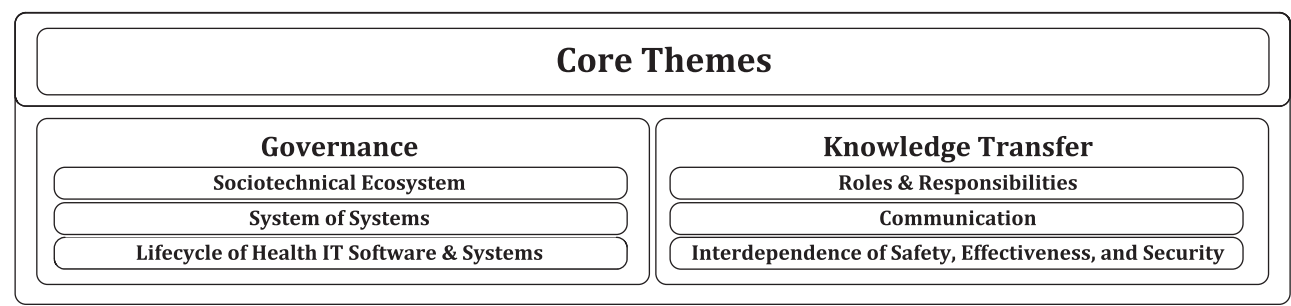 Core Themes
Governance
Sociotechnical Ecosystem
System of Systems
Lifecycle of Health IT Software & Systems
Knowledge Transfer
Roles & Responsibilities
Communication
Interdependence of Safety, Effectiveness, and Security